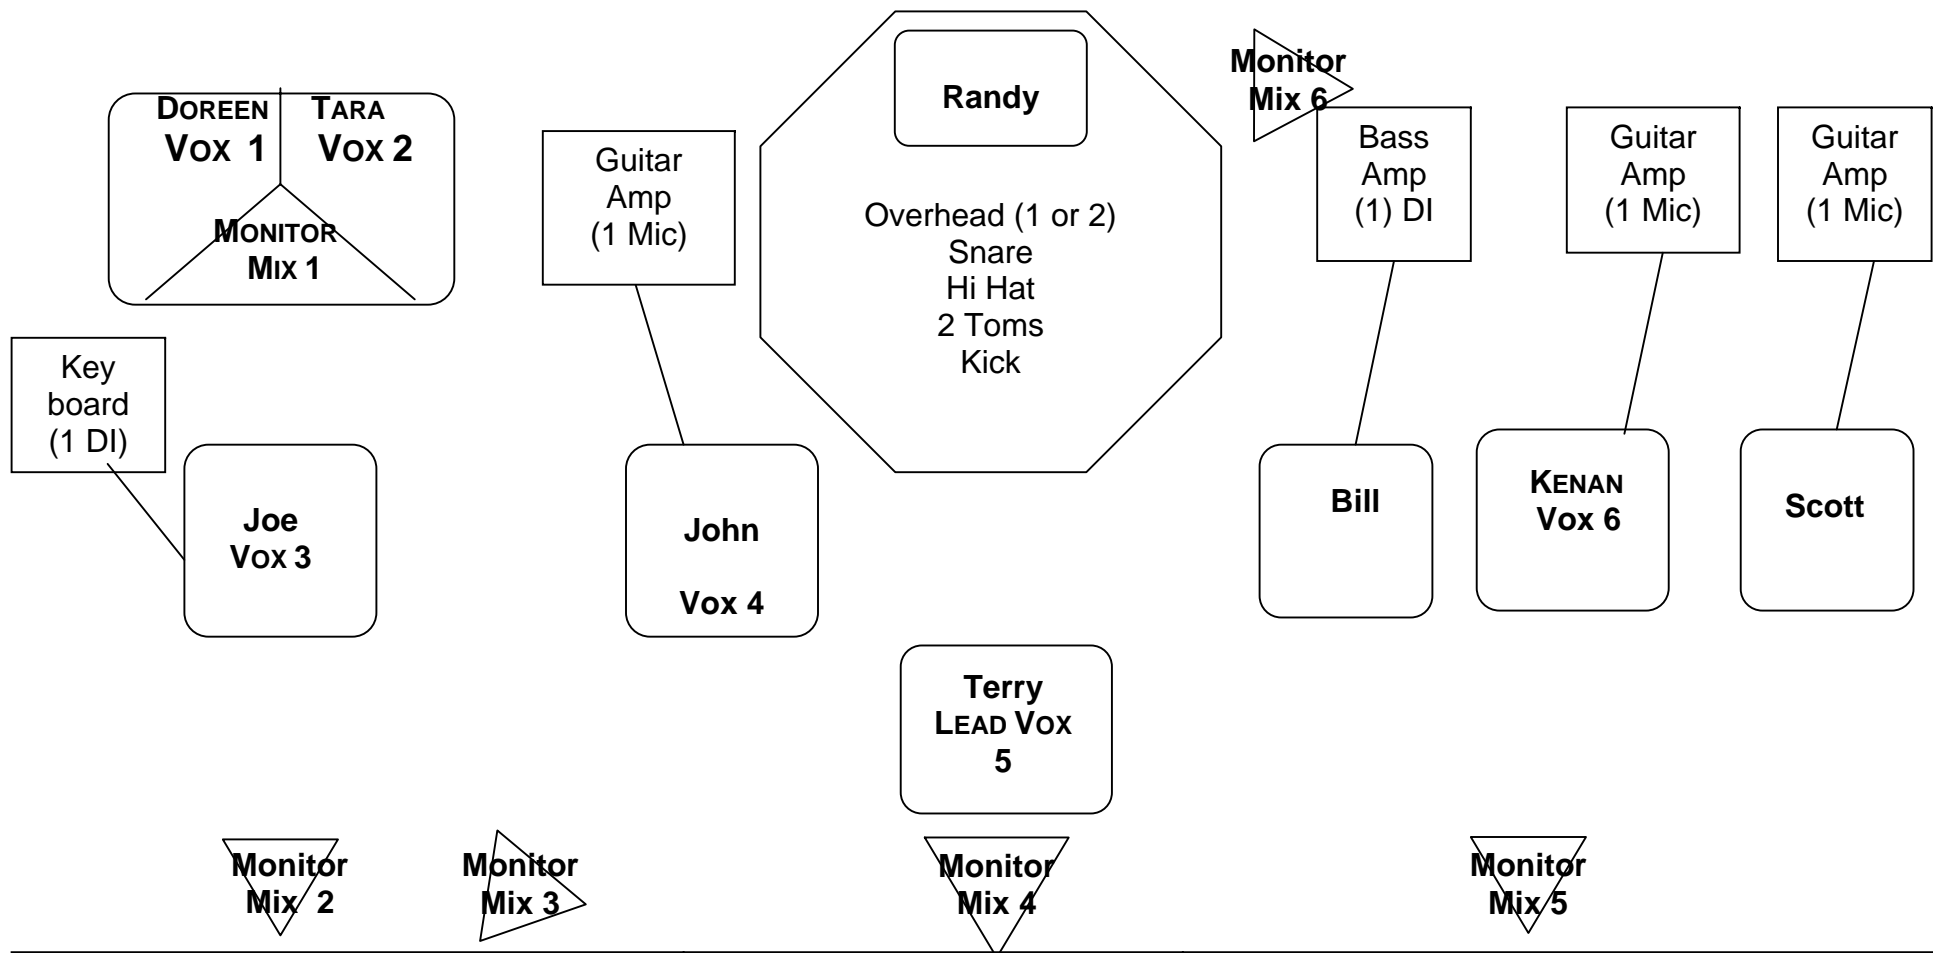 DOREEN
VOX 1
TARA
VOX 2
MONITOR
MIX 1
Guitar
Amp
(1 Mic)
Randy
Overhead (1 or 2)
Snare
Hi Hat
2 Toms
Kick
Monitor
Mix 6
Bass
Amp
(1) DI
Guitar
Amp
(1 Mic)
Guitar
Amp
(1 Mic)
Key
board
(1 DI)
Joe
VOX 3
John
Vox 4
Bill
KENAN
Vox 6
Scott
Terry
LEAD VOX
5
Monitor
Mix 2
Monitor
Mix 3
Monitor
Mix 4
Monitor
Mix 5